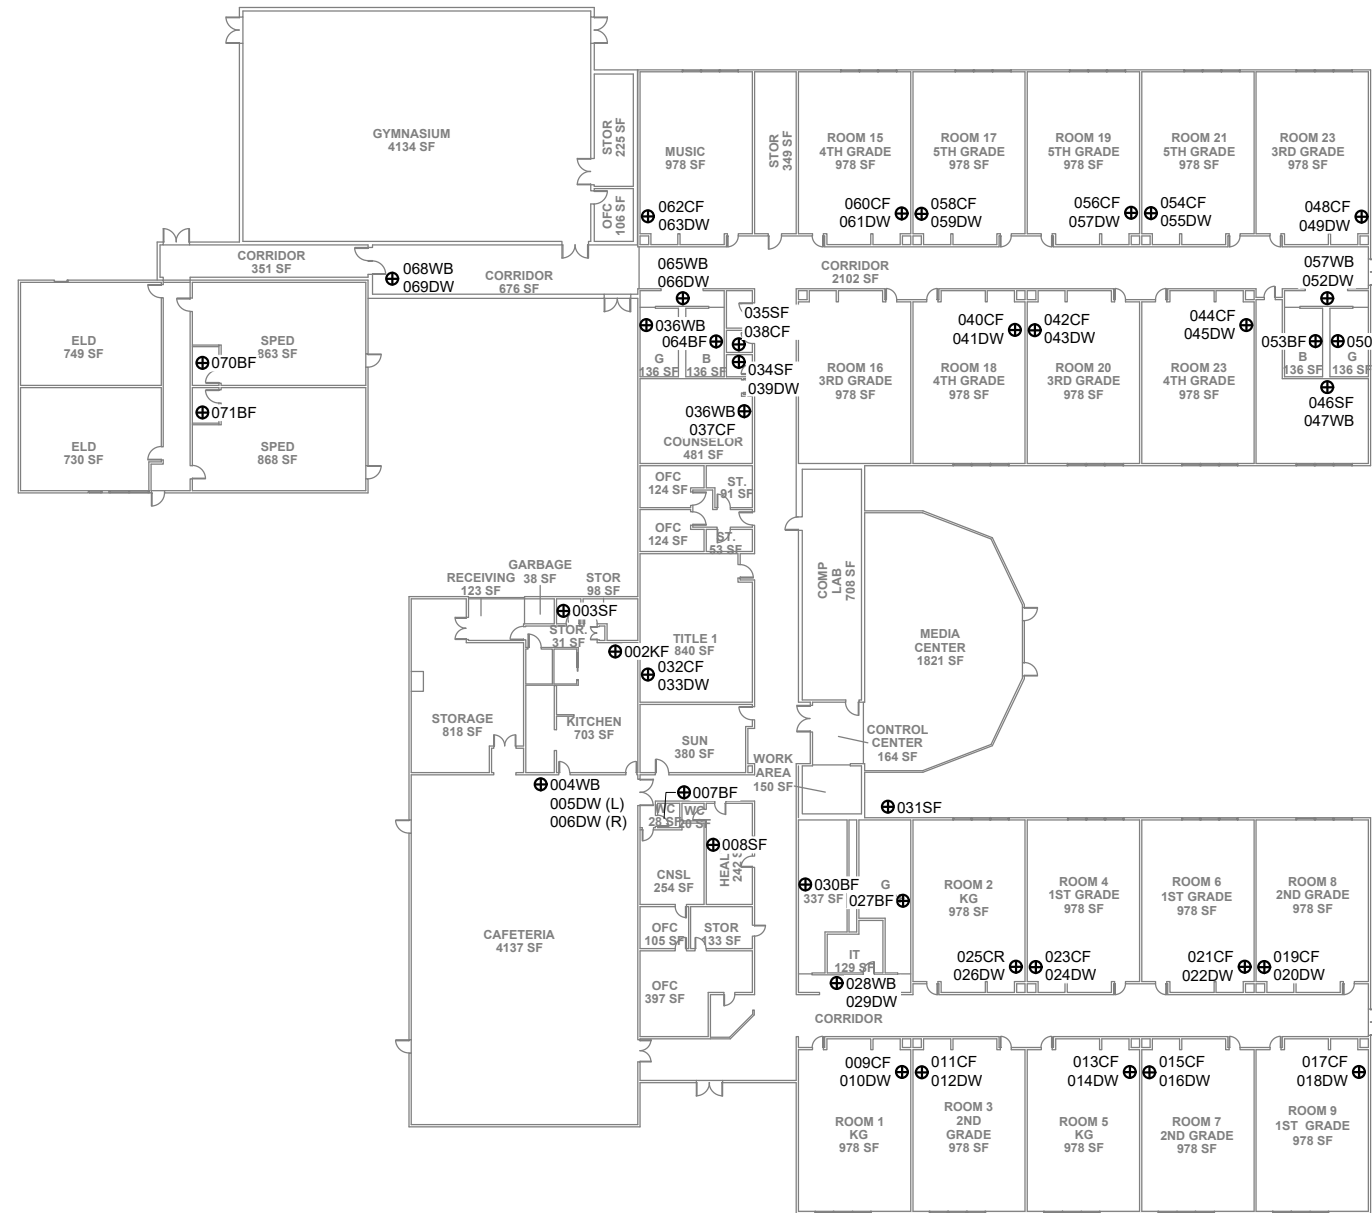 GYMNASIUM
4134 SF
STOR
225 SF
OFC
106 SF
MUSIC
978 SF
062CF
063DW
STOR
349 SF
ROOM 15
4TH GRADE
978 SF
060CF
061DW
ROOM 17
5TH GRADE
978 SF
058CF
059DW
ROOM 19
5TH GRADE
978 SF
056CF
057DW
ROOM 21
5TH GRADE
978 SF
054CF
055DW
ROOM 23
3RD GRADE
978 SF
048CF
049DW
CORRIDOR
351 SF
068WB
069DW
CORRIDOR
676 SF
065WB
066DW
CORRIDOR
2102 SF
057WB
052DW
ELD
749 SF
SPED
863 SF
070BF
071BF
ELD
730 SF
SPED
868 SF
036WB
064BF
G
136 SF
B
136 SF
035SF
038CF
034SF
039DW
036WB
037CF
COUNSELOR
481 SF
ROOM 16
3RD GRADE
978 SF
040CF
041DW
ROOM 18
4TH GRADE
978 SF
042CF
043DW
ROOM 20
3RD GRADE
978 SF
044CF
045DW
ROOM 23
4TH GRADE
978 SF
053BF
B
136 SF
050
G
136 SF
046SF
047WB
OFC
124 SF
ST.
91 SF
OFC
124 SF
ST.
53 SF
COMP
LAB
708 SF
MEDIA
CENTER
1821 SF
GARBAGE
38 SF
RECEIVING
123 SF
STOR
98 SF
003SF
STOR.
31 SF
002KF
TITLE 1
840 SF
032CF
033DW
STORAGE
818 SF
KITCHEN
703 SF
SUN
380 SF
CONTROL
CENTER
164 SF
WORK
AREA
150 SF
004WB
005DW (L)
006DW (R)
007BF
WC
28 SF
WC
20 SF
031SF
008SF
HEAL
242 S
CNSL
254 SF
OFC
105 SF
STOR
133 SF
OFC
397 SF
CAFETERIA
4137 SF
030BF
337 SF
G
027BF
IT
129 SF
028WB
029DW
CORRIDOR
ROOM 2
KG
978 SF
025CR
026DW
ROOM 4
1ST GRADE
978 SF
023CF
024DW
ROOM 6
1ST GRADE
978 SF
021CF
022DW
ROOM 8
2ND GRADE
978 SF
019CF
020DW
009CF
010DW
ROOM 1
KG
978 SF
011CF
012DW
ROOM 3
2ND
GRADE
978 SF
013CF
014DW
ROOM 5
KG
978 SF
015CF
016DW
ROOM 7
2ND GRADE
978 SF
017CF
018DW
ROOM 9
1ST GRADE
978 SF